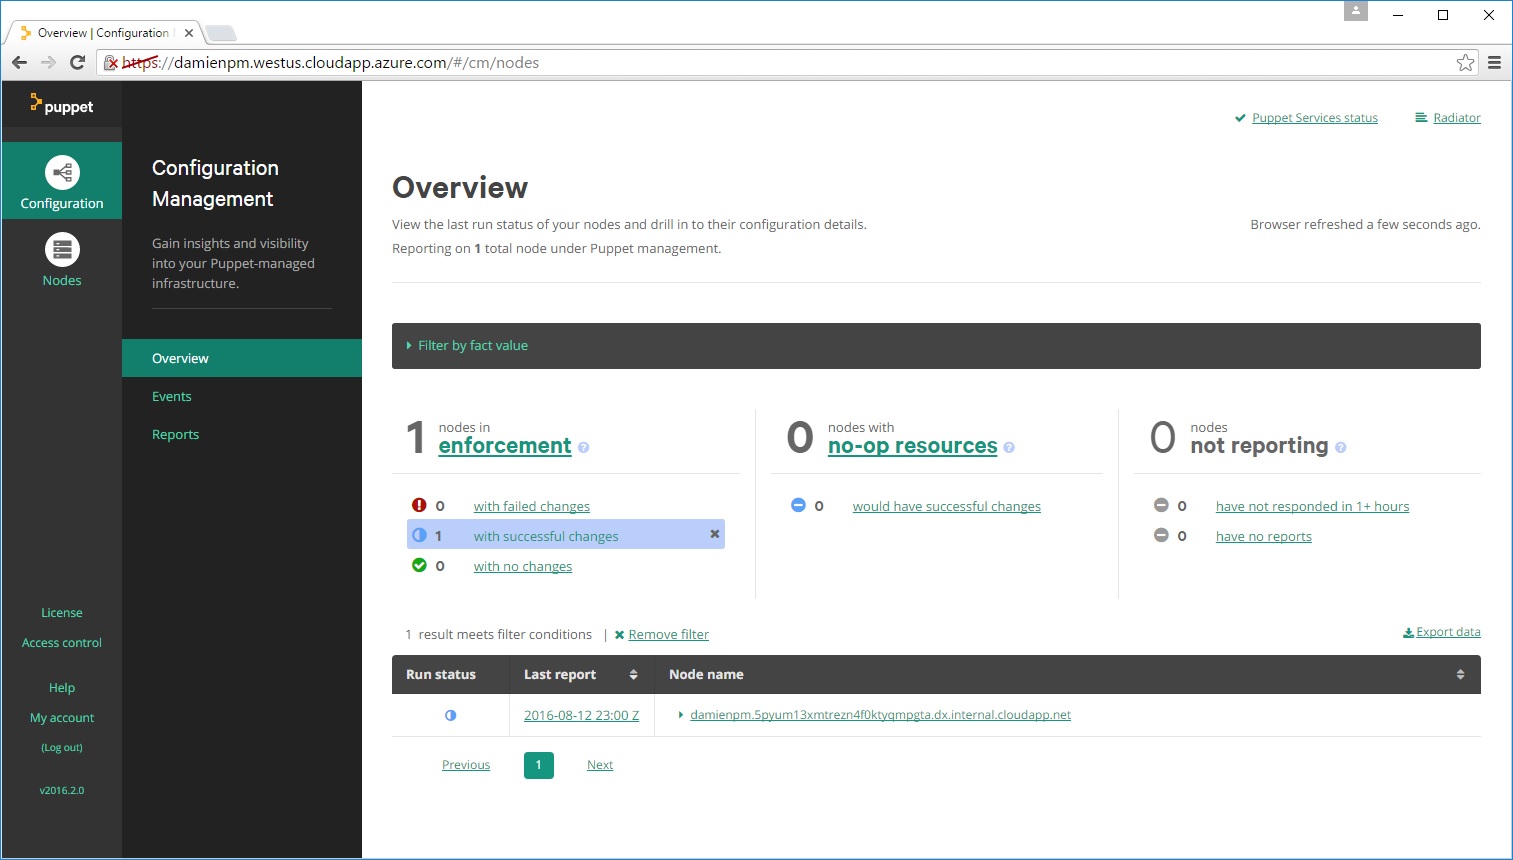 Overview | Configuration
https://damienpm.westus.cloudapp.azure.com/#/cm/nodes
puppet
Configuration
Nodes
License
Access control
Help
My account
(Log out)
v2016.2.0
Configuration
Management
Gain insights and visibility
into your Puppet-managed
infrastructure.
Overview
Events
Reports
Puppet Services status
Radiator
Overview
View the last run status of your nodes and drill in to their configuration details.
Browser refreshed a few seconds ago.
Reporting on 1 total node under Puppet management.
Filter by fact value
1 nodes in
enforcement ?
0 with failed changes
1 with successful changes
0 with no changes
0 nodes with
no-op resources ?
0 would have successful changes
0 nodes
not reporting ?
0 have not responded in 1+ hours
0 have no reports
1 result meets filter conditions | Remove filter
Export data
Run status Last report Node name
2016-08-12 23:00 Z damienpm.5pyum13xmtrezn4f0ktyqmpgta.dx.internal.cloudapp.net
Previous 1 Next